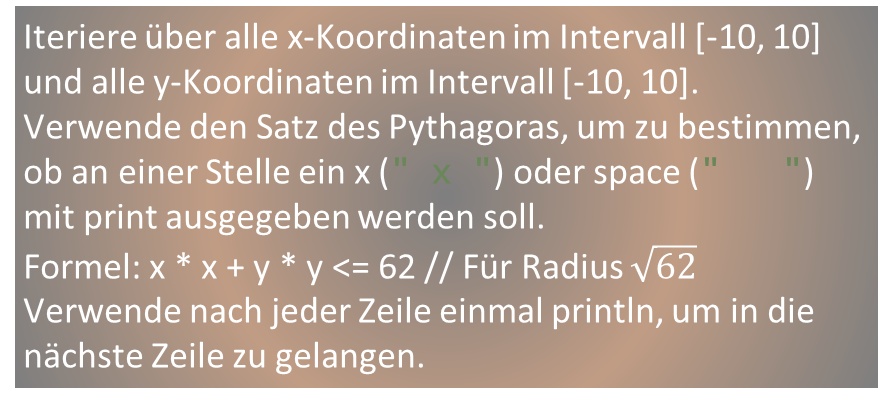 Iteriere über alle x-Koordinaten im Intervall [-10, 10]
und alle y-Koordinaten im Intervall [-10, 10].
Verwende den Satz des Pythagoras, um zu bestimmen,
ob an einer Stelle ein x (" x ") oder space ("   ")
mit print ausgegeben werden soll.
Formel: x * x + y * y <= 62 // Für Radius √62
Verwende nach jeder Zeile einmal println, um in die
nächste Zeile zu gelangen.